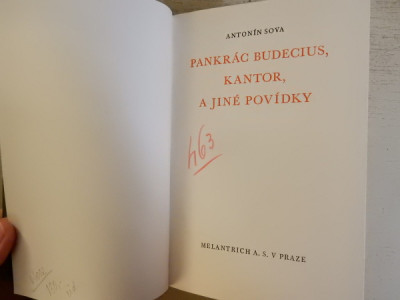 ANTONÍN SOVA
PANKRÁC BUDECIUS,
KANTOR,
A JINÉ POVÍDKY
463
MELANTRICH A. S. V PRAZE